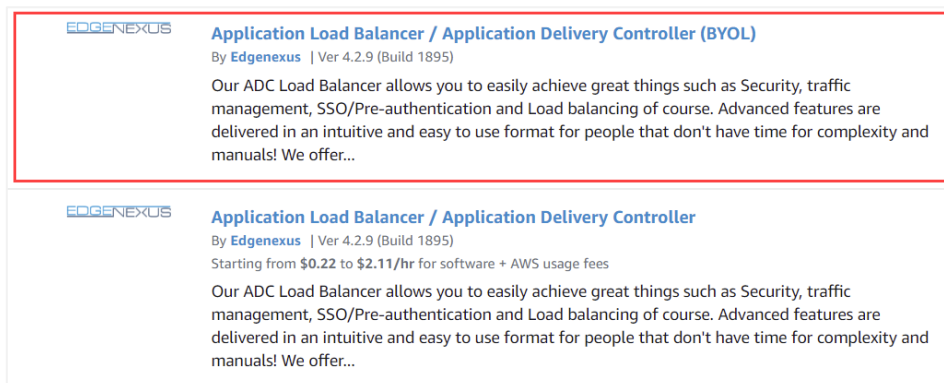 EDGENEXUS
Application Load Balancer / Application Delivery Controller (BYOL)
By Edgenexus | Ver 4.2.9 (Build 1895)
Our ADC Load Balancer allows you to easily achieve great things such as Security, traffic
management, SSO/Pre-authentication and Load balancing of course. Advanced features are
delivered in an intuitive and easy to use format for people that don't have time for complexity and
manuals! We offer...
EDGENEXUS
Application Load Balancer / Application Delivery Controller
By Edgenexus | Ver 4.2.9 (Build 1895)
Starting from $0.22 to $2.11/hr for software + AWS usage fees
Our ADC Load Balancer allows you to easily achieve great things such as Security, traffic
management, SSO/Pre-authentication and Load balancing of course. Advanced features are
delivered in an intuitive and easy to use format for people that don't have time for complexity and
manuals! We offer...